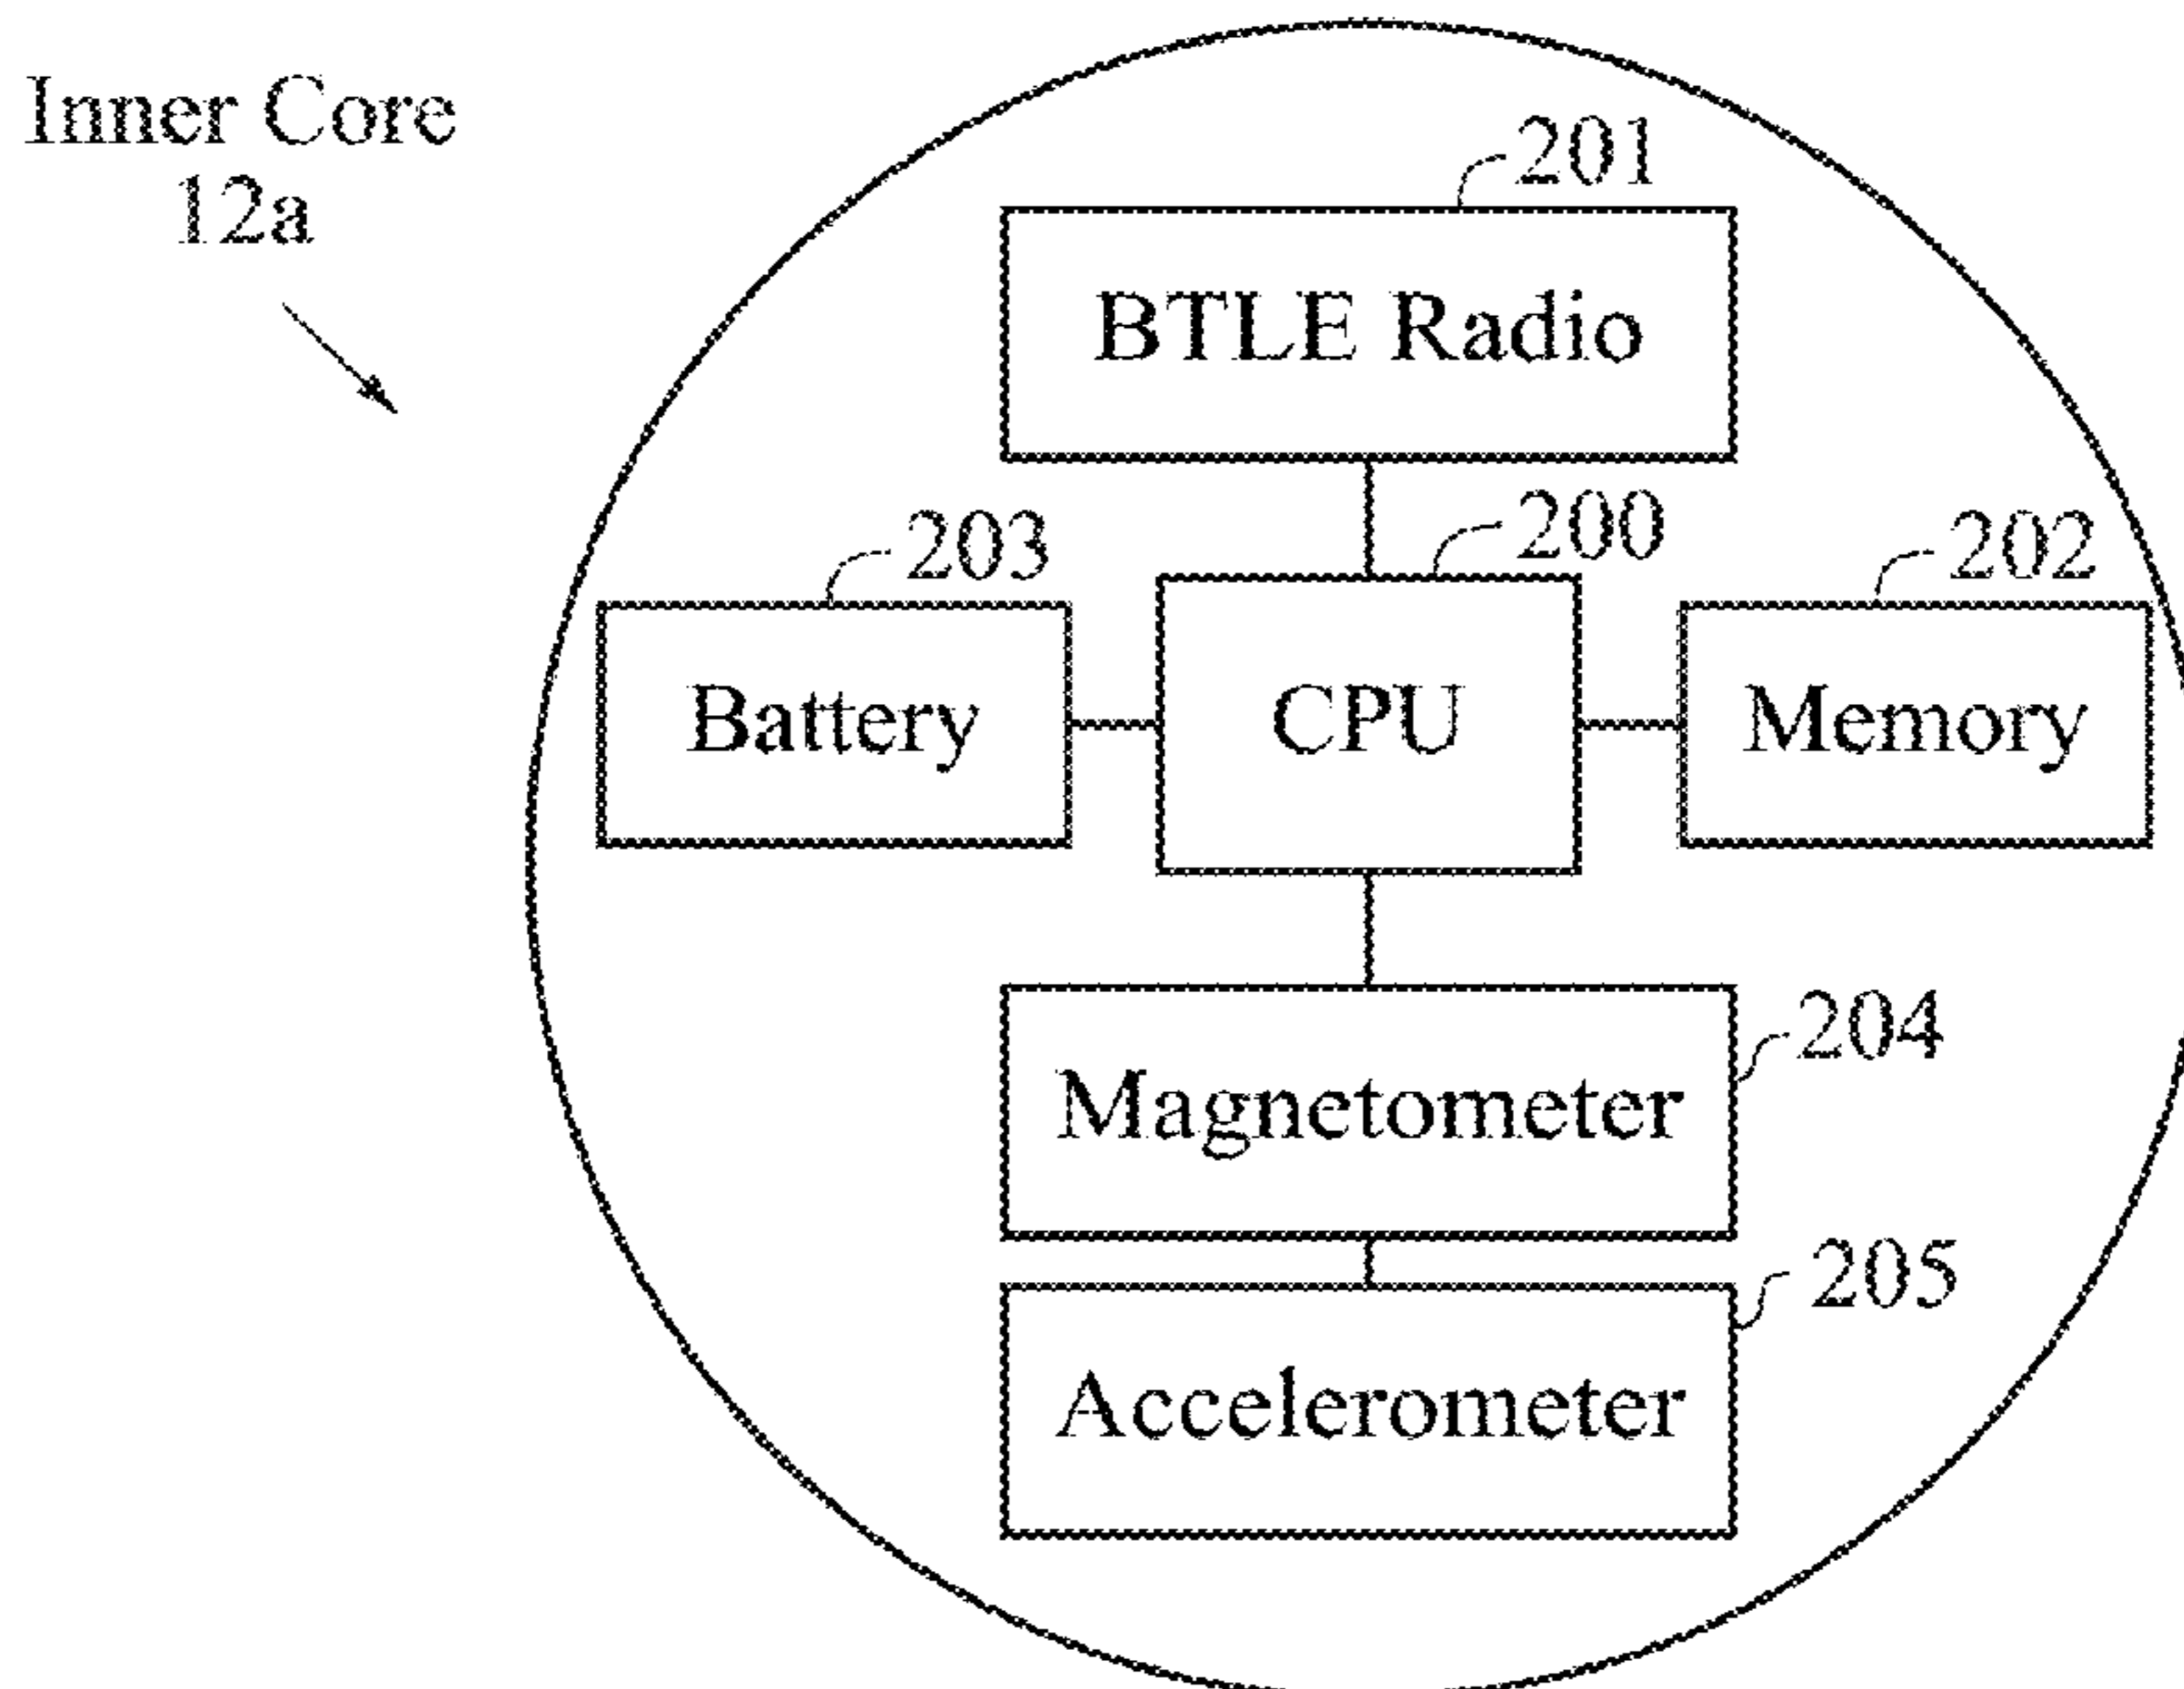 Inner Core
12a
201
BTLE Radio
203
200
202
Battery
CPU
Memory
204
Magnetometer
205
Accelerometer